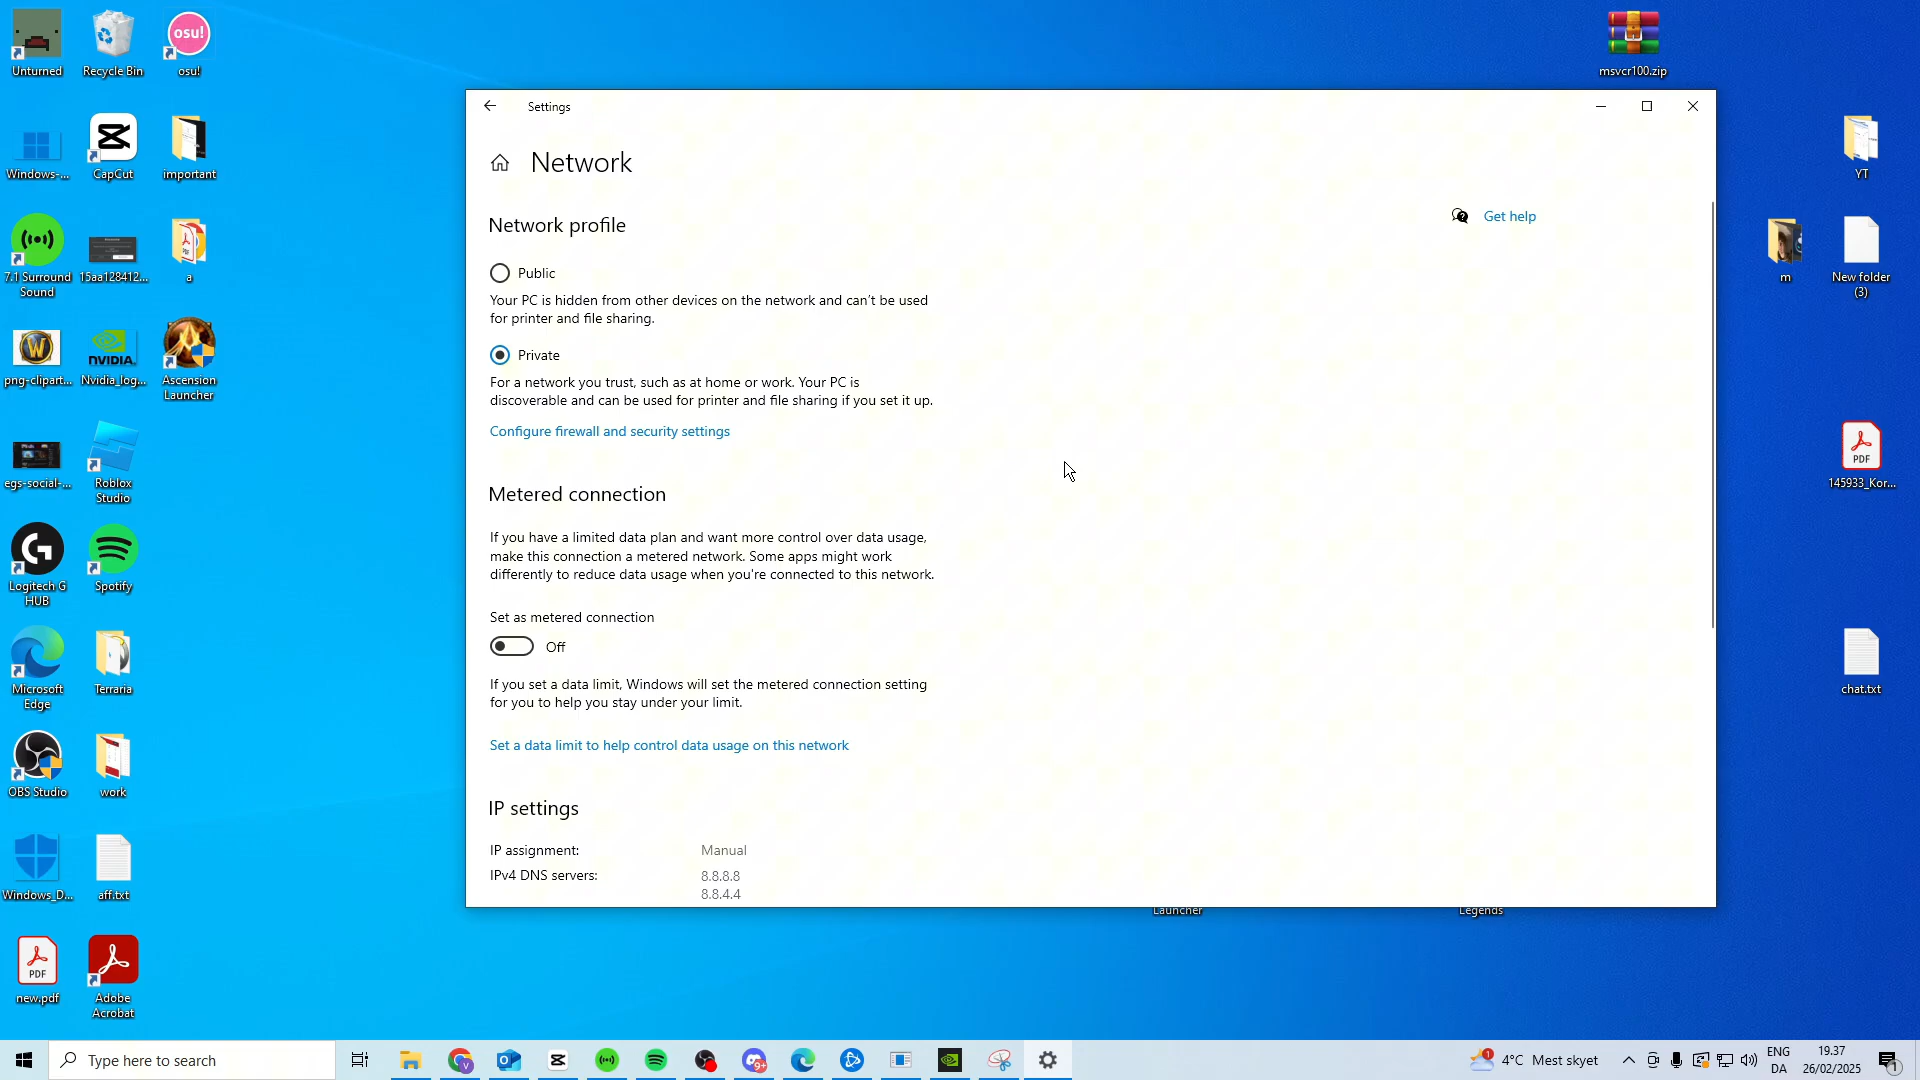 Unturned
Recycle Bin
osu!
osu!
Windows-...
CapCut
important
7.1 Surround
Sound
15aa128412...
a
png-clipart...
NVIDIA.
Nvidia_log...
Ascension
Launcher
egs-social-...
Roblox
Studio
Logitech G
HUB
Spotify
Microsoft
Edge
Terraria
OBS Studio
work
Windows_D...
aff.txt
PDF
new.pdf
Adobe
Acrobat
msvcr100.zip
YT
m
New folder
(3)
PDF
145933_Kor...
chat.txt
Settings
Network
Get help
Network profile
Public
Your PC is hidden from other devices on the network and can't be used
for printer and file sharing.
Private
For a network you trust, such as at home or work. Your PC is
discoverable and can be used for printer and file sharing if you set it up.
Configure firewall and security settings
Metered connection
If you have a limited data plan and want more control over data usage,
make this connection a metered network. Some apps might work
differently to reduce data usage when you're connected to this network.
Set as metered connection
Off
If you set a data limit, Windows will set the metered connection setting
for you to help you stay under your limit.
Set a data limit to help control data usage on this network
IP settings
IP assignment: Manual
IPv4 DNS servers: 8.8.8.8
8.8.4.4
Launcher
Legends
Type here to search
V
9+
1
4°C Mest skyet
ENG
DA
19.37
26/02/2025
1